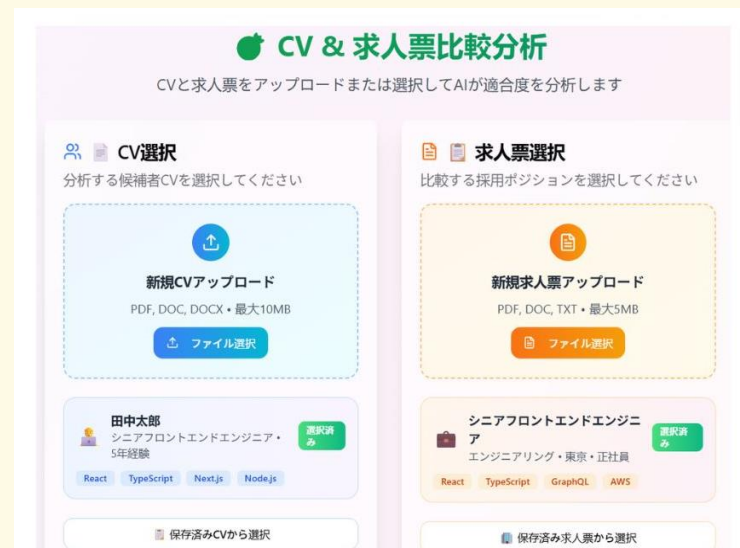 CV & 求人票比較分析
CVと求人票をアップロードまたは選択してAIが適合度を分析します
CV選択
分析する候補者CVを選択してください
新規CVアップロード
PDF, DOC, DOCX • 最大10MB
ファイル選択
田中太郎
シニアフロントエンドエンジニア・
5年経験
選択済
み
React TypeScript Next.js Node.js
保存済みCVから選択
求人票選択
比較する採用ポジションを選択してください
新規求人票アップロード
PDF, DOC, TXT • 最大5MB
ファイル選択
シニアフロントエンドエンジニ
ア
エンジニアリング・東京・正社員
選択済
み
React TypeScript GraphQL AWS
保存済み求人票から選択